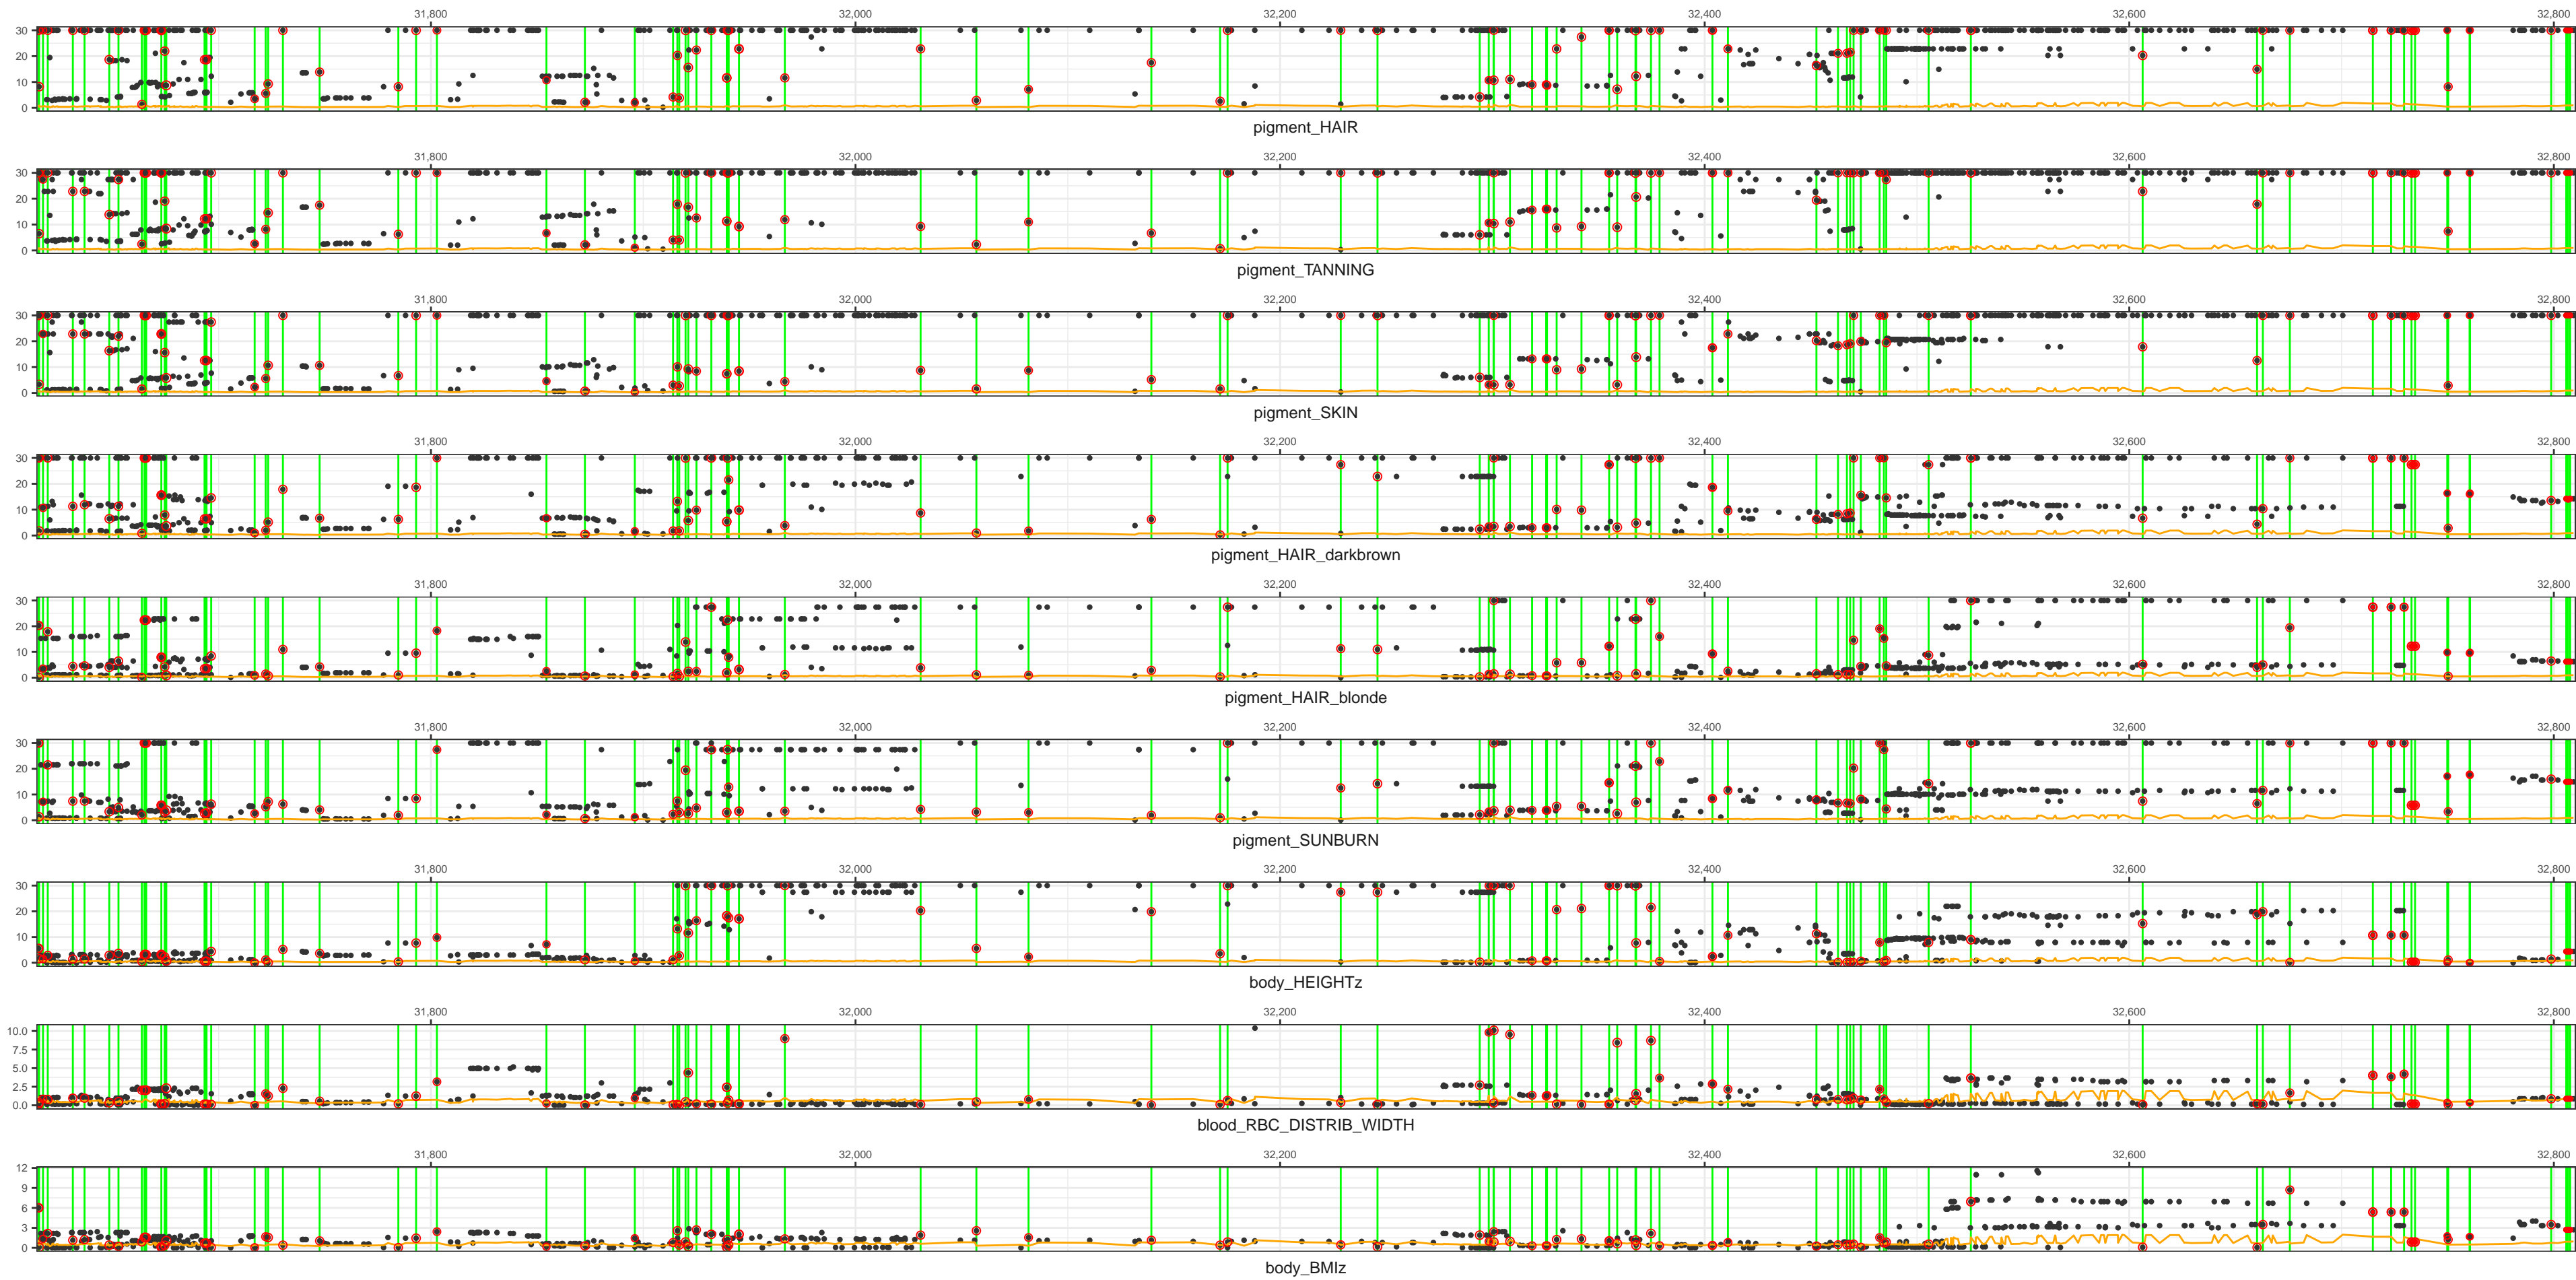 31,800 32,000 32,200 32,400 32,600 32,800
30
20
10
0
pigment_HAIR
31,800 32,000 32,200 32,400 32,600 32,800
30
20
10
0
pigment_TANNING
31,800 32,000 32,200 32,400 32,600 32,800
30
20
10
0
pigment_SKIN
31,800 32,000 32,200 32,400 32,600 32,800
30
20
10
0
pigment_HAIR_darkbrown
31,800 32,000 32,200 32,400 32,600 32,800
30
20
10
0
pigment_HAIR_blonde
31,800 32,000 32,200 32,400 32,600 32,800
30
20
10
0
pigment_SUNBURN
31,800 32,000 32,200 32,400 32,600 32,800
30
20
10
0
body_HEIGHTz
31,800 32,000 32,200 32,400 32,600 32,800
10.0
7.5
5.0
2.5
0.0
blood_RBC_DISTRIB_WIDTH
31,800 32,000 32,200 32,400 32,600 32,800
12
9
6
3
0
body_BMIz